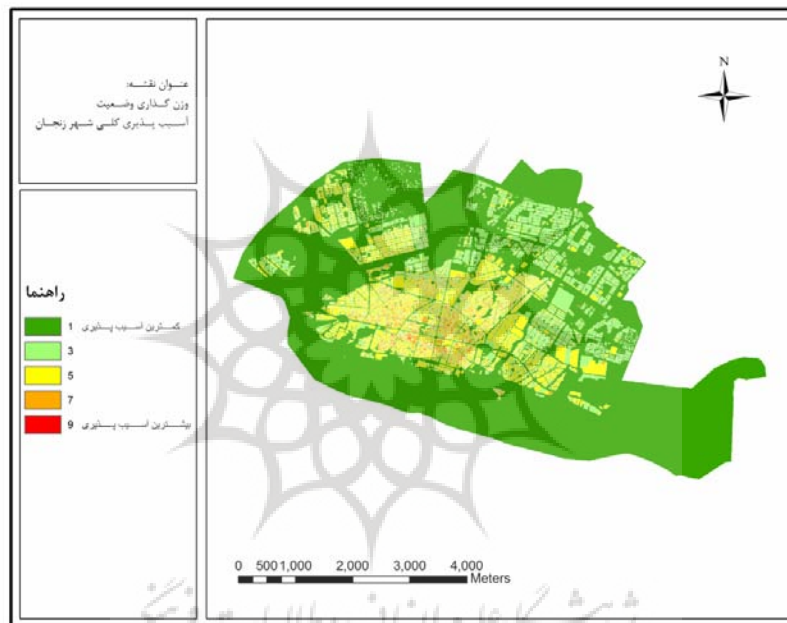 عنوان نقشه:
وزن گذاری وضعیت
آسیب پذیری کلی شهر زنجان
N
راهنما
1 کمترین آسیب پذیری
3
5
7
9 بیشترین آسیب پذیری
0 500 1,000 2,000 3,000 4,000
Meters